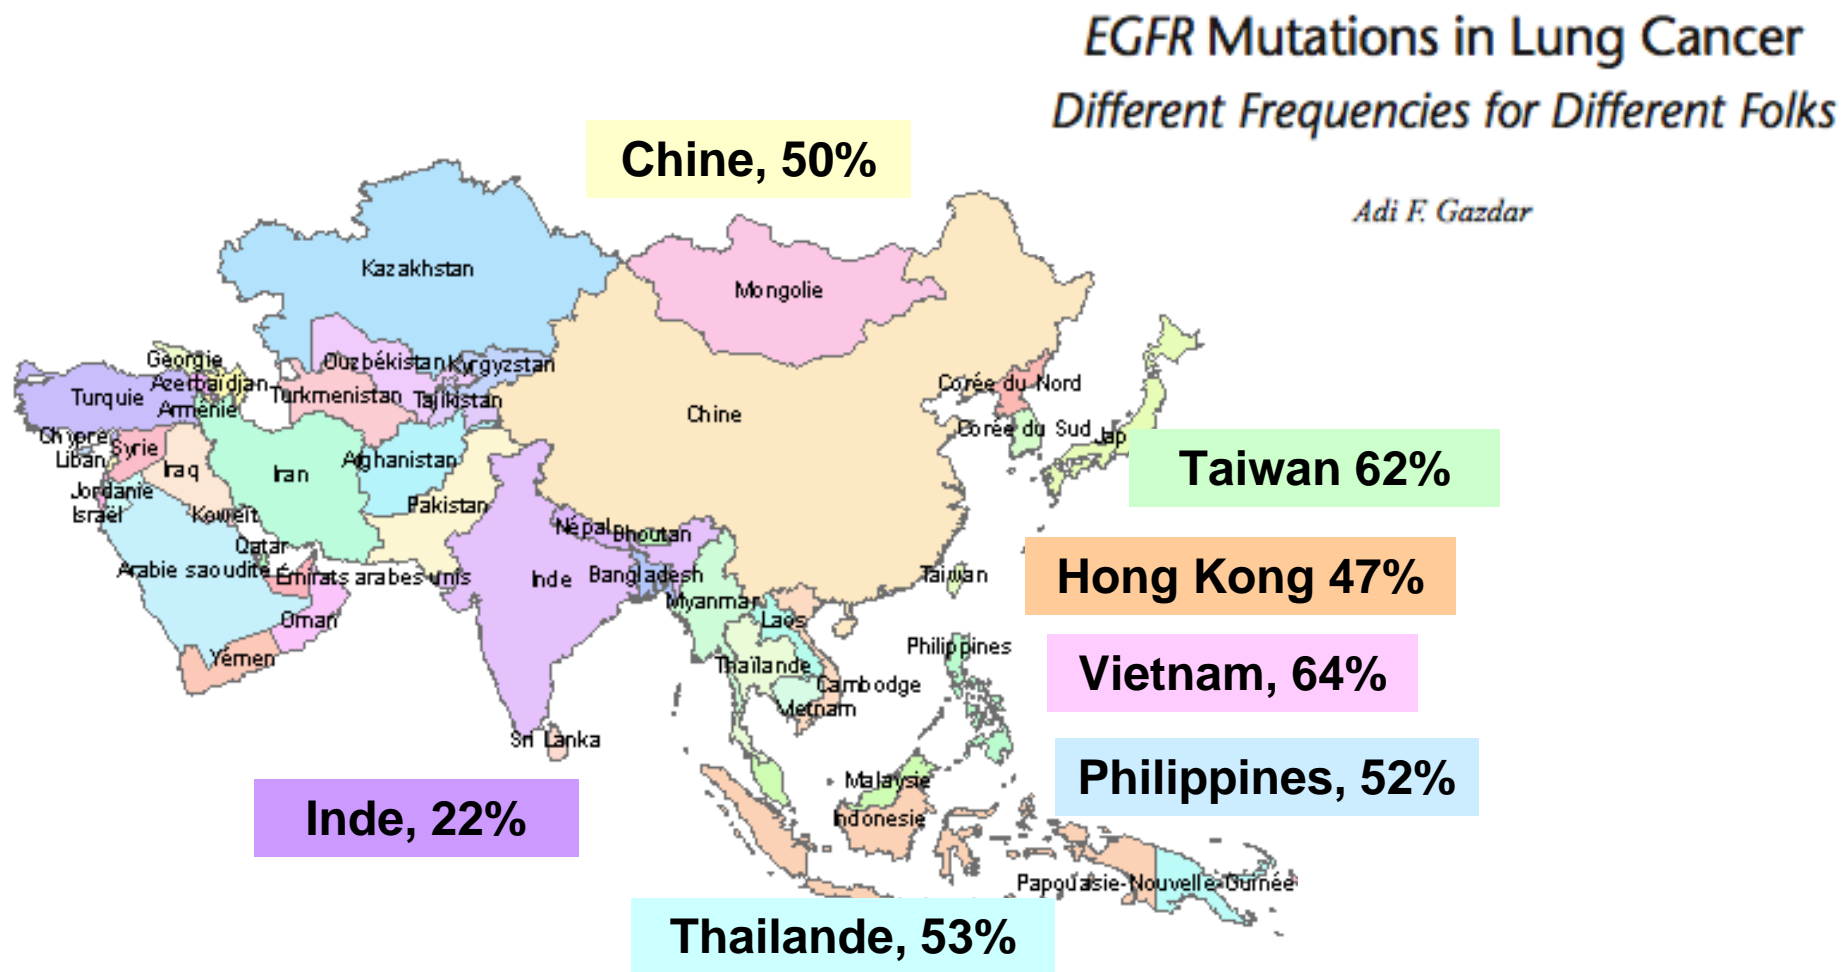 EGFR Mutations in Lung Cancer
Different Frequencies for Different Folks
Adi F. Gazdar
Chine, 50%
Kazakhstan
Mongolie
Géorgie
Ouzbékistan
Kyrgyzstan
Azerbaïdjan
Turquie
Turkmenistan
Tajikistan
Arménie
Chine
Corée du Nord
Corée du Sud
Jap
Chypre
Syrie
Liban
Iraq
Iran
Afghanistan
Taiwan 62%
Jordanie
Israël
Koweït
Pakistan
Népal
Bhoutan
Qatar
Arabie saoudite
Émirats arabes unis
Inde
Bangladesh
Taiwan
Hong Kong 47%
Myanmar
Oman
Laos
Philippines
Yémen
Thaïlande
Vietnam, 64%
Cambodge
Vietnam
Sri Lanka
Malaysie
Philippines, 52%
Inde, 22%
Indonesie
Papouasie-Nouvelle-Guinée
Thailande, 53%